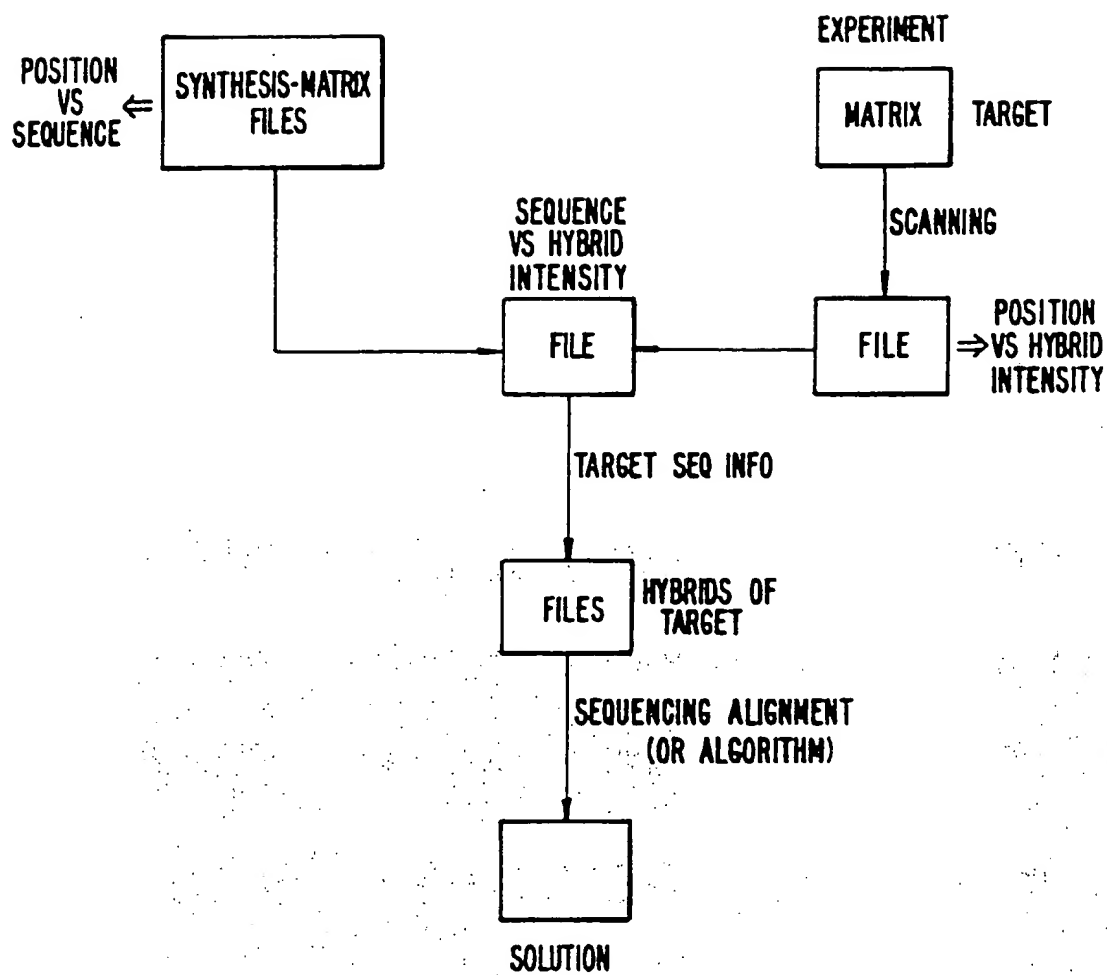 EXPERIMENT
POSITION
VS
SEQUENCE
SYNTHESIS-MATRIX
FILES
MATRIX
TARGET
SCANNING
SEQUENCE
VS HYBRID
INTENSITY
FILE
FILE
POSITION
VS HYBRID
INTENSITY
TARGET SEQ INFO
FILES
HYBRIDS OF
TARGET
SEQUENCING ALIGNMENT
(OR ALGORITHM)
SOLUTION